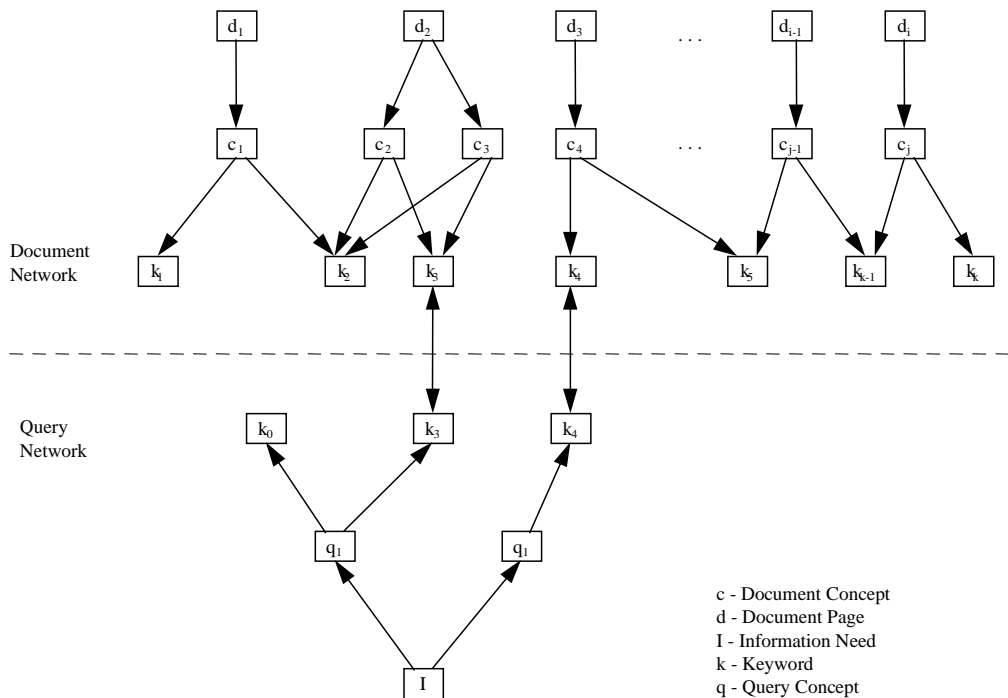 d1 d2 d3 . . . di-1 di
c1 c2 c3 c4 . . . cj-1 cj
Document
Network
k1 k2 k3 k4 k5 kk-1 kk
Query
Network
k0 k3 k4
q1 q1
I
c - Document Concept
d - Document Page
I - Information Need
k - Keyword
q - Query Concept